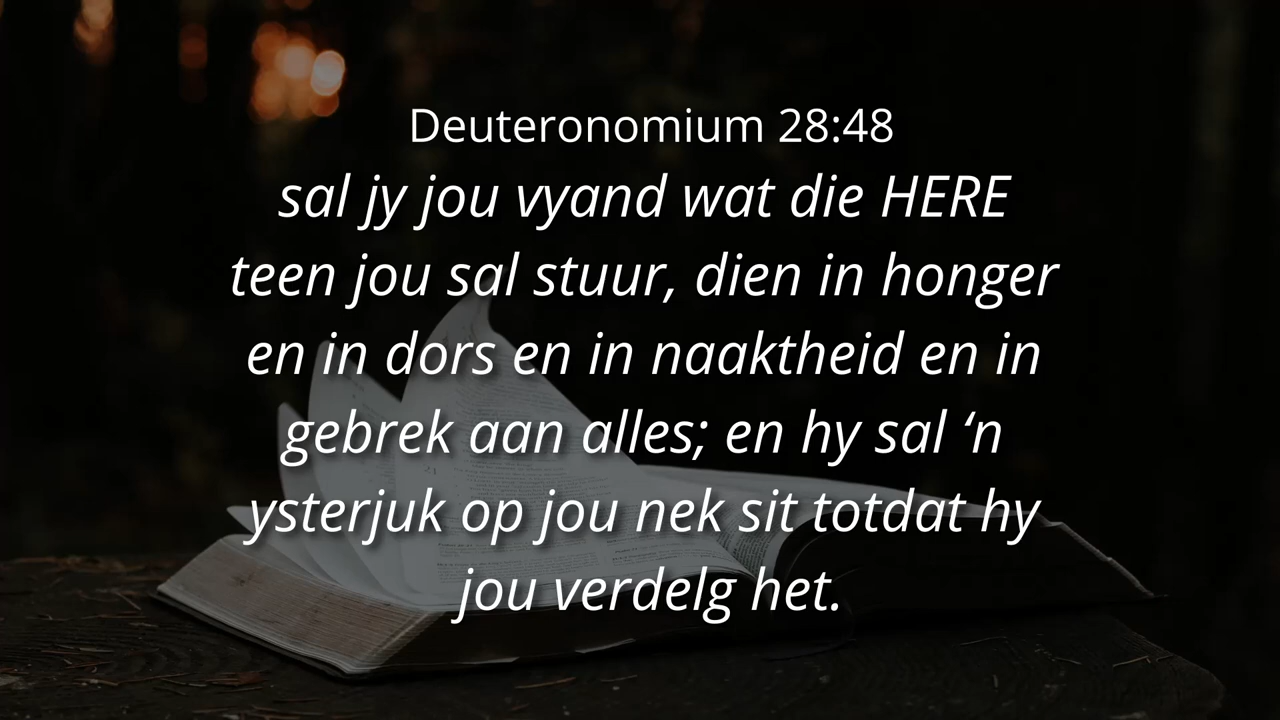 Deuteronomium 28:48
sal jy jou vyand wat die HERE
teen jou sal stuur, dien in honger
en in dors en in naaktheid en in
gebrek aan alles; en hy sal ‘n
ysterjuk op jou nek sit totdat hy
jou verdelg het.